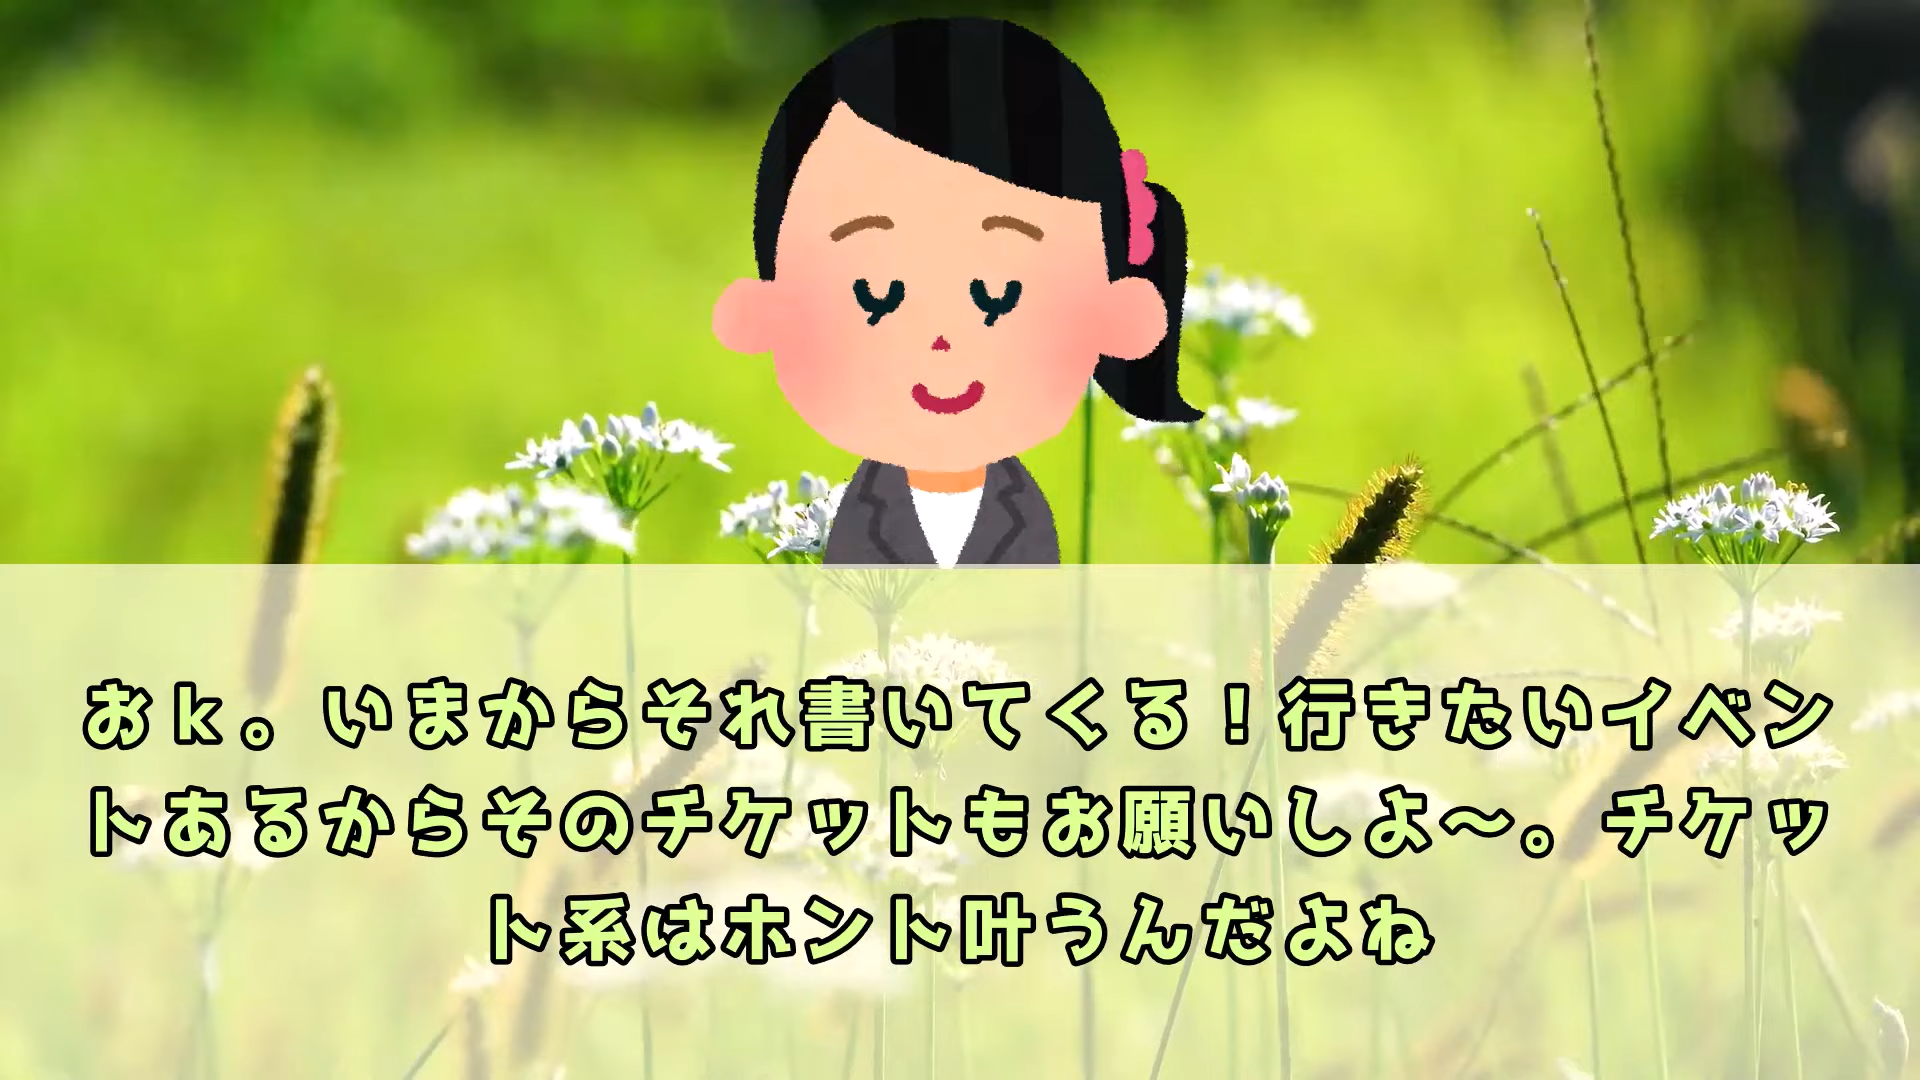 おｋ。いまからそれ書いてくる！行きたいイベン
トあるからそのチケットもお願いしよ～。チケッ
ト系はホント叶うんだよね